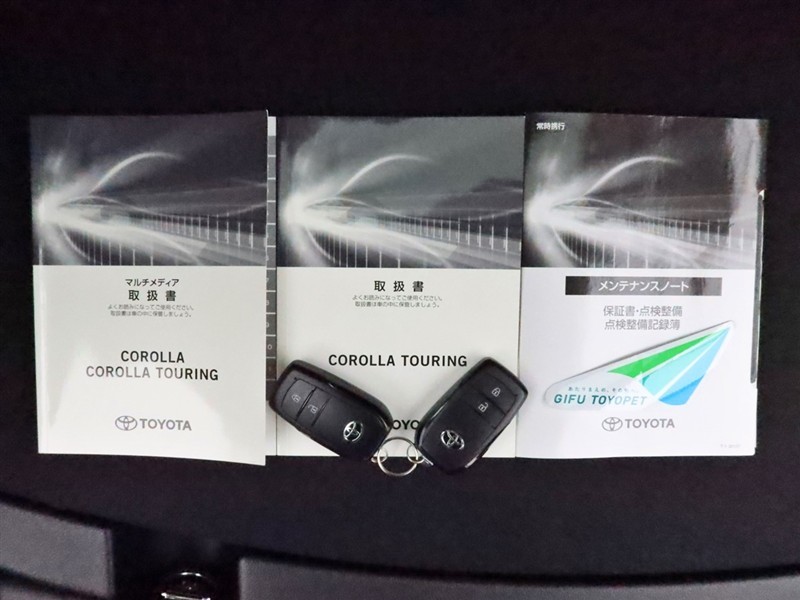 マルチメディア
取扱書
よくお読みになってご使用ください。
取扱書は車の中に保管しましょう。
COROLLA
COROLLA TOURING
TOYOTA
取扱書
よくお読みになってご使用ください。
取扱書は車の中に保管しましょう。
COROLLA TOURING
常時携行
メンテナンスノート
保証書・点検整備
点検整備記録簿
GIFU TOYOPET
TOYOTA